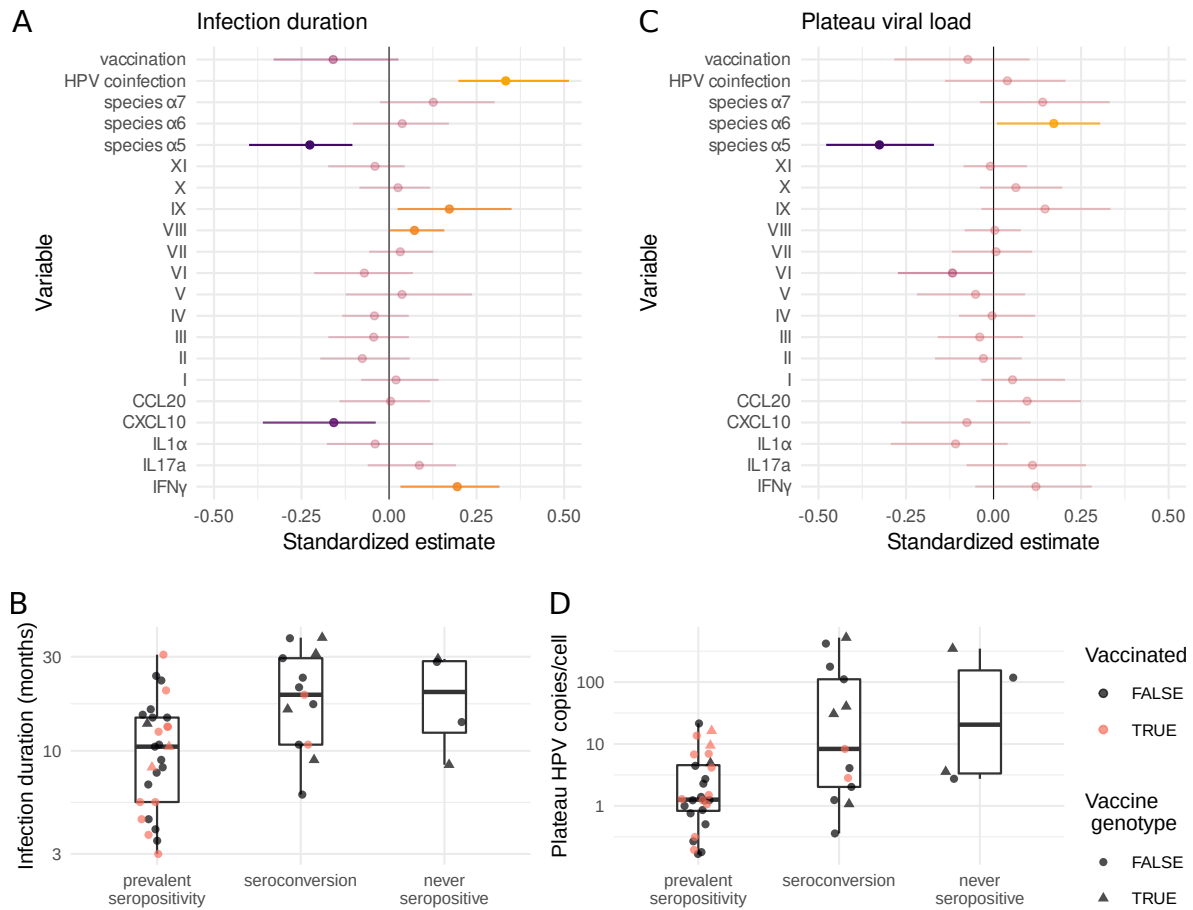 A
Infection duration
Variable
vaccination
HPV coinfection
species α7
species α6
species α5
XI
X
IX
VIII
VII
VI
V
IV
III
II
I
CCL20
CXCL10
IL1α
IL17a
IFNγ
-0.50 -0.25 0.00 0.25 0.50
Standardized estimate
C
Plateau viral load
Variable
vaccination
HPV coinfection
species α7
species α6
species α5
XI
X
IX
VIII
VII
VI
V
IV
III
II
I
CCL20
CXCL10
IL1α
IL17a
IFNγ
-0.50 -0.25 0.00 0.25 0.50
Standardized estimate
B
Infection duration (months)
30
10
3
prevalent
seropositivity
seroconversion
never
seropositive
D
Plateau HPV copies/cell
100
10
1
prevalent
seropositivity
seroconversion
never
seropositive
Vaccinated
FALSE
TRUE
Vaccine
genotype
FALSE
TRUE